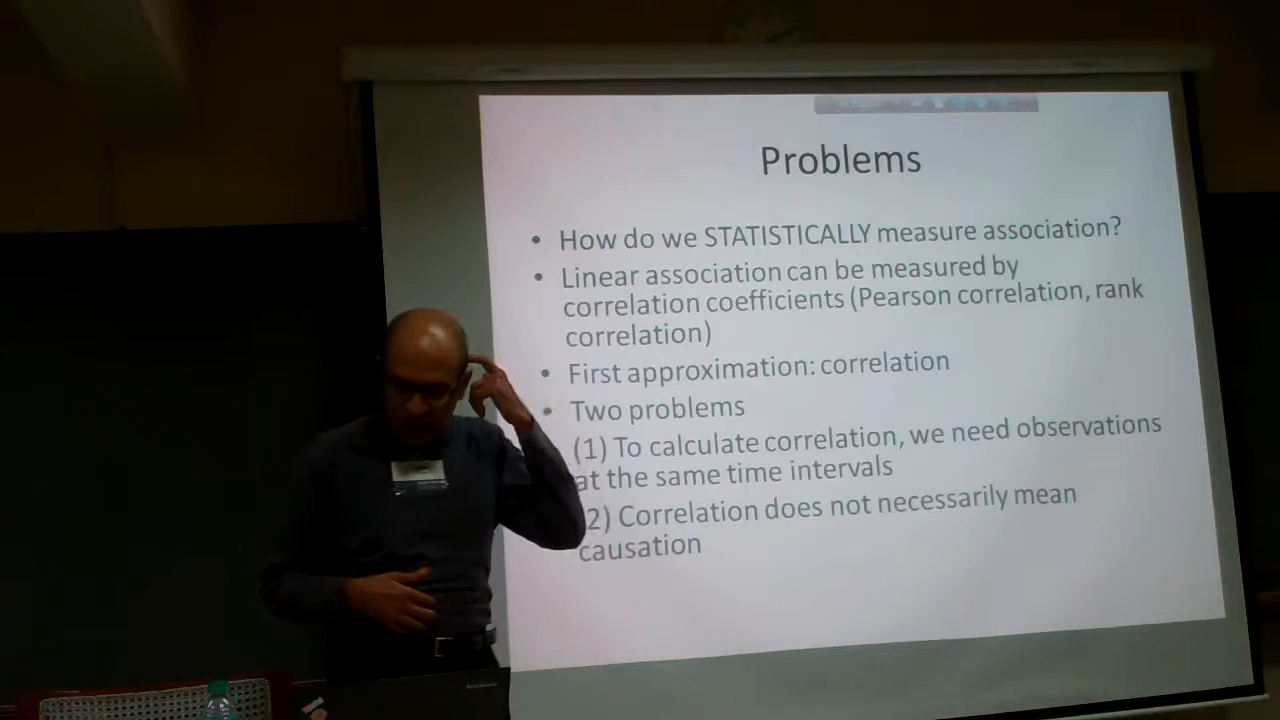 Problems
• How do we STATISTICALLY measure association?
• Linear association can be measured by
correlation coefficients (Pearson correlation, rank
correlation)
• First approximation: correlation
• Two problems
(1) To calculate correlation, we need observations
at the same time intervals
2) Correlation does not necessarily mean
causation